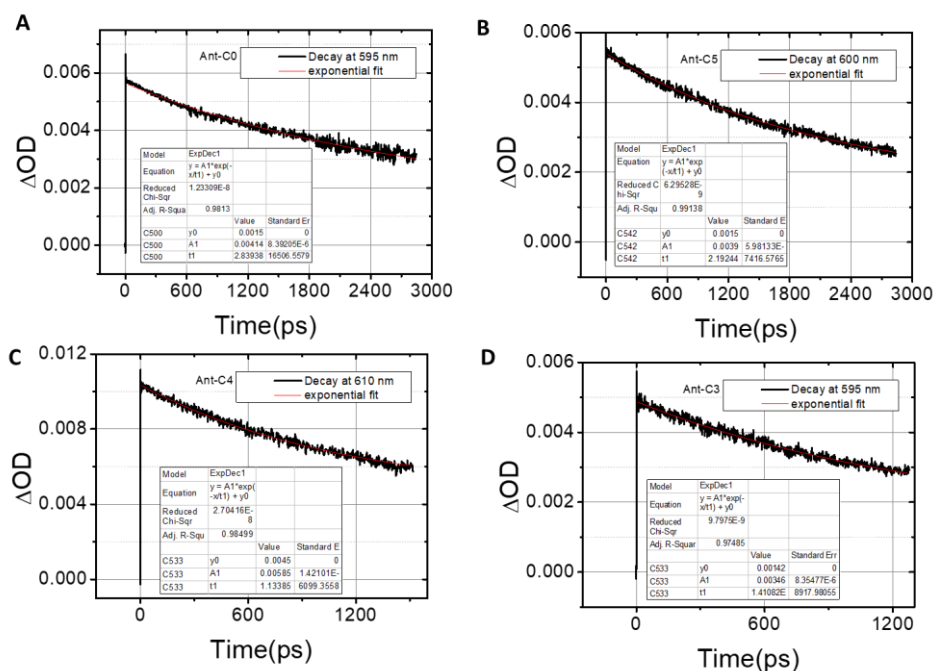 A
Ant-C0
Decay at 595 nm
exponential fit
ΔOD
0.006
0.004
0.002
0.000
Model ExpDec1
Equation y = A1*exp(-
x/t1) + y0
Reduced 1.23309E-8
Chi-Sqr
Adj. R-Squa 0.9813
Value Standard Er
C500 y0 0.0015 0
C500 A1 0.00414 8.39205E-6
C500 t1 2.83938 16506.5579
0 600 1200 1800 2400 3000
Time(ps)
B
Ant-C5
Decay at 600 nm
exponential fit
ΔOD
0.006
0.004
0.002
0.000
Model ExpDec1
Equation y = A1*exp
(-x/t1) + y0
Reduced C 6.29528E-
hi-Sqr 9
Adj. R-Squ 0.99138
Value Standard E
C542 y0 0.0015 0
C542 A1 0.0039 5.98133E-
C542 t1 2.19244 7416.5765
0 600 1200 1800 2400 3000
Time(ps)
C
Ant-C4
Decay at 610 nm
exponential fit
ΔOD
0.012
0.009
0.006
0.003
0.000
Model ExpDec1
Equation y = A1*exp(
-x/t1) + y0
Reduced 2.70416E-
Chi-Sqr 8
Adj. R-Squ 0.98499
Value Standard E
C533 y0 0.0045 0
C533 A1 0.00585 1.42101E-
C533 t1 1.13385 6099.3558
0 600 1200
Time(ps)
D
Ant-C3
Decay at 595 nm
exponential fit
ΔOD
0.006
0.005
0.003
0.002
0.000
Model ExpDec1
Equation y = A1*exp(-
x/t1) + y0
Reduced 9.7975E-9
Chi-Sqr
Adj. R-Squar 0.97485
Value Standard Err
C533 y0 0.00142 0
C533 A1 0.00346 8.35477E-6
C533 t1 1.41082E 8917.98055
0 600 1200
Time(ps)